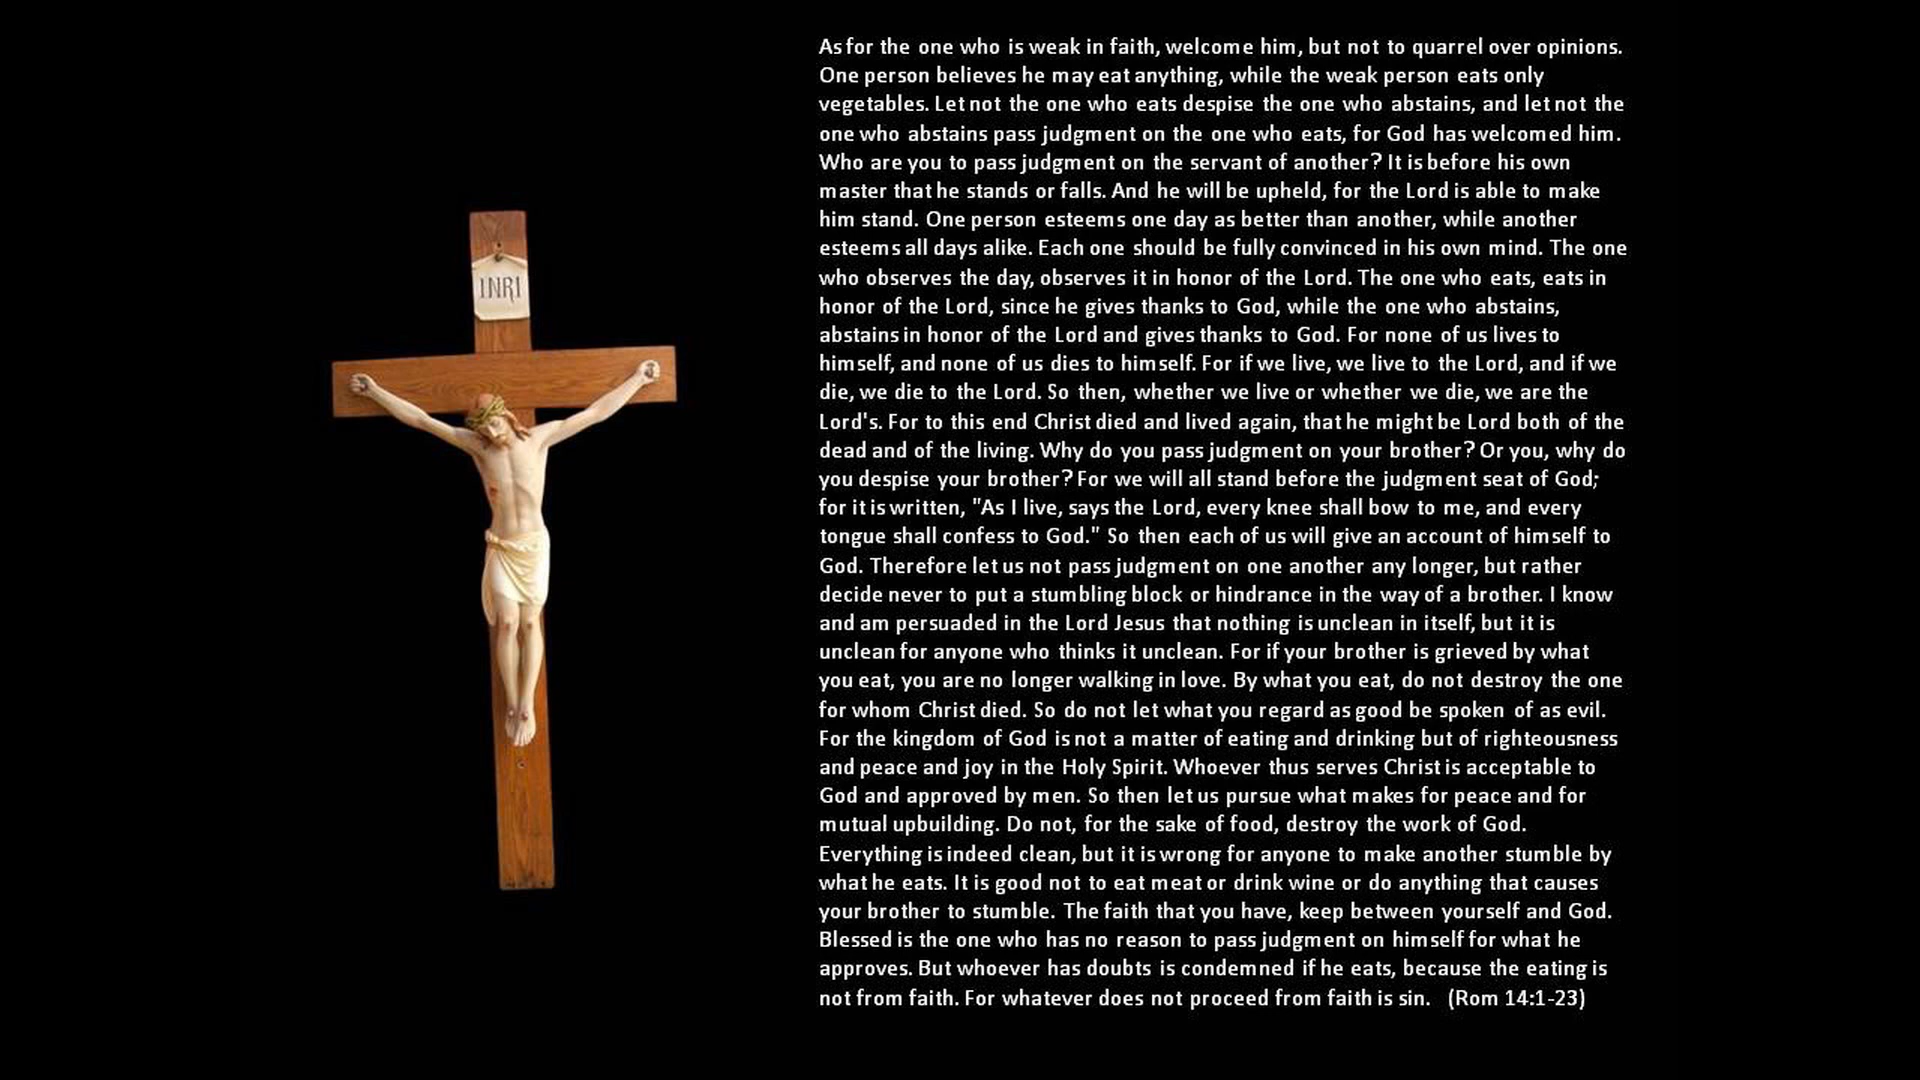 INRI
As for the one who is weak in faith, welcome him, but not to quarrel over opinions.
One person believes he may eat anything, while the weak person eats only
vegetables. Let not the one who eats despise the one who abstains, and let not the
one who abstains pass judgment on the one who eats, for God has welcomed him.
Who are you to pass judgment on the servant of another? It is before his own
master that he stands or falls. And he will be upheld, for the Lord is able to make
him stand. One person esteems one day as better than another, while another
esteems all days alike. Each one should be fully convinced in his own mind. The one
who observes the day, observes it in honor of the Lord. The one who eats, eats in
honor of the Lord, since he gives thanks to God, while the one who abstains,
abstains in honor of the Lord and gives thanks to God. For none of us lives to
himself, and none of us dies to himself. For if we live, we live to the Lord, and if we
die, we die to the Lord. So then, whether we live or whether we die, we are the
Lord's. For to this end Christ died and lived again, that he might be Lord both of the
dead and of the living. Why do you pass judgment on your brother? Or you, why do
you despise your brother? For we will all stand before the judgment seat of God;
for it is written, "As I live, says the Lord, every knee shall bow to me, and every
tongue shall confess to God." So then each of us will give an account of himself to
God. Therefore let us not pass judgment on one another any longer, but rather
decide never to put a stumbling block or hindrance in the way of a brother. I know
and am persuaded in the Lord Jesus that nothing is unclean in itself, but it is
unclean for anyone who thinks it unclean. For if your brother is grieved by what
you eat, you are no longer walking in love. By what you eat, do not destroy the one
for whom Christ died. So do not let what you regard as good be spoken of as evil.
For the kingdom of God is not a matter of eating and drinking but of righteousness
and peace and joy in the Holy Spirit. Whoever thus serves Christ is acceptable to
God and approved by men. So then let us pursue what makes for peace and for
mutual upbuilding. Do not, for the sake of food, destroy the work of God.
Everything is indeed clean, but it is wrong for anyone to make another stumble by
what he eats. It is good not to eat meat or drink wine or do anything that causes
your brother to stumble. The faith that you have, keep between yourself and God.
Blessed is the one who has no reason to pass judgment on himself for what he
approves. But whoever has doubts is condemned if he eats, because the eating is
not from faith. For whatever does not proceed from faith is sin. (Rom 14:1-23)